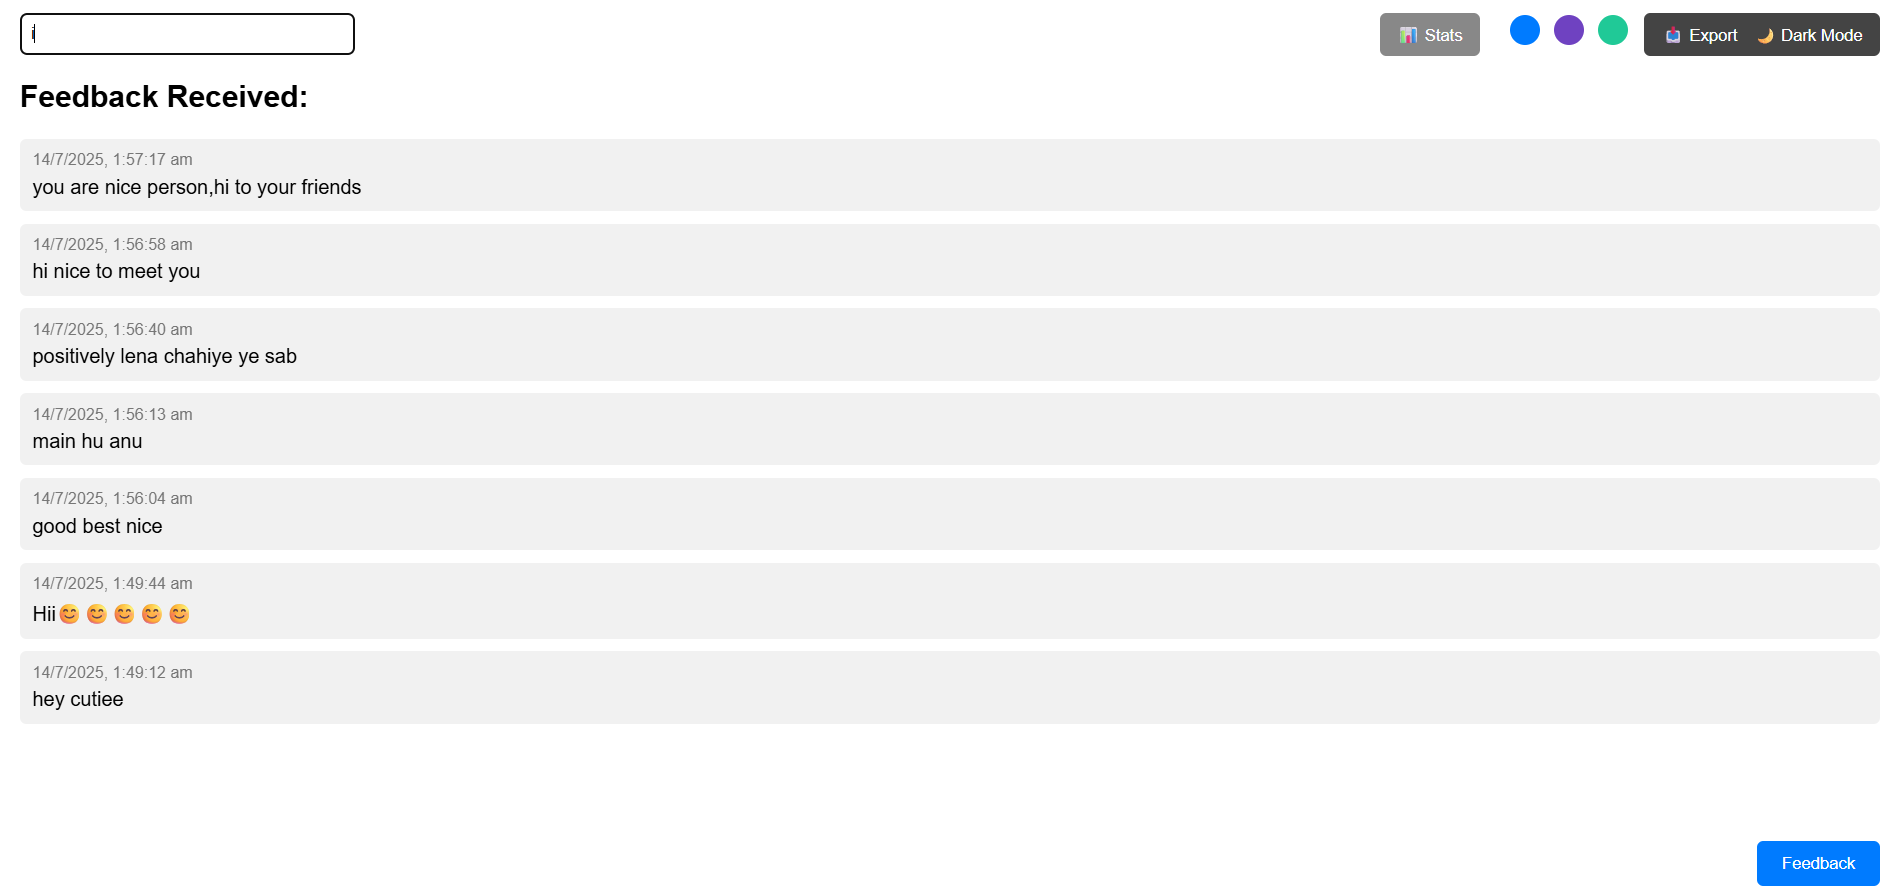 i
📊 Stats
📤 Export 🌙 Dark Mode
Feedback Received:
14/7/2025, 1:57:17 am
you are nice person,hi to your friends
14/7/2025, 1:56:58 am
hi nice to meet you
14/7/2025, 1:56:40 am
positively lena chahiye ye sab
14/7/2025, 1:56:13 am
main hu anu
14/7/2025, 1:56:04 am
good best nice
14/7/2025, 1:49:44 am
Hii😊😊😊😊😊
14/7/2025, 1:49:12 am
hey cutiee
Feedback